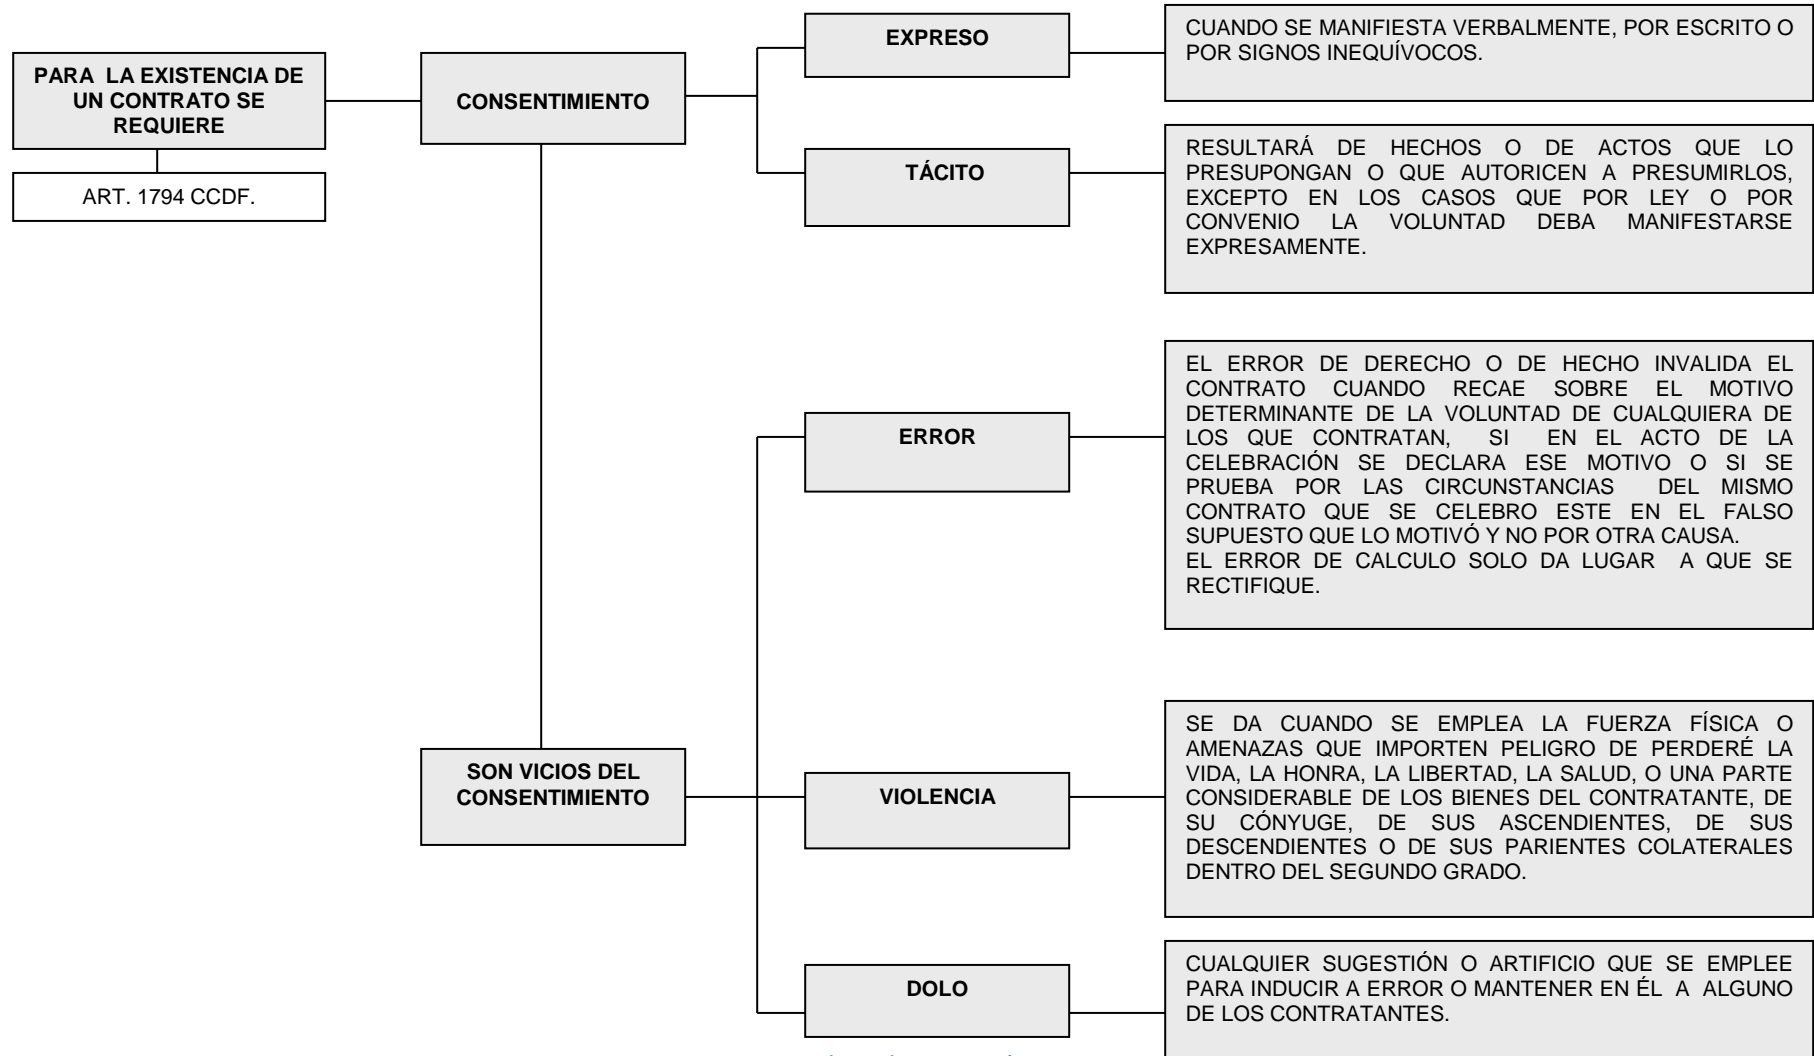 PARA LA EXISTENCIA DE
UN CONTRATO SE
REQUIERE
ART. 1794 CCDF.
CONSENTIMIENTO
EXPRESO
CUANDO SE MANIFIESTA VERBALMENTE, POR ESCRITO O
POR SIGNOS INEQUÍVOCOS.
TÁCITO
RESULTARÁ DE HECHOS O DE ACTOS QUE LO
PRESUPONGAN O QUE AUTORICEN A PRESUMIRLOS,
EXCEPTO EN LOS CASOS QUE POR LEY O POR
CONVENIO LA VOLUNTAD DEBA MANIFESTARSE
EXPRESAMENTE.
SON VICIOS DEL
CONSENTIMIENTO
ERROR
EL ERROR DE DERECHO O DE HECHO INVALIDA EL
CONTRATO CUANDO RECAE SOBRE EL MOTIVO
DETERMINANTE DE LA VOLUNTAD DE CUALQUIERA DE
LOS QUE CONTRATAN, SI EN EL ACTO DE LA
CELEBRACIÓN SE DECLARA ESE MOTIVO O SI SE
PRUEBA POR LAS CIRCUNSTANCIAS DEL MISMO
CONTRATO QUE SE CELEBRO ESTE EN EL FALSO
SUPUESTO QUE LO MOTIVÓ Y NO POR OTRA CAUSA.
EL ERROR DE CALCULO SOLO DA LUGAR A QUE SE
RECTIFIQUE.
VIOLENCIA
SE DA CUANDO SE EMPLEA LA FUERZA FÍSICA O
AMENAZAS QUE IMPORTEN PELIGRO DE PERDERÉ LA
VIDA, LA HONRA, LA LIBERTAD, LA SALUD, O UNA PARTE
CONSIDERABLE DE LOS BIENES DEL CONTRATANTE, DE
SU CÓNYUGE, DE SUS ASCENDIENTES, DE SUS
DESCENDIENTES O DE SUS PARIENTES COLATERALES
DENTRO DEL SEGUNDO GRADO.
DOLO
CUALQUIER SUGESTIÓN O ARTIFICIO QUE SE EMPLEE
PARA INDUCIR A ERROR O MANTENER EN ÉL A ALGUNO
DE LOS CONTRATANTES.